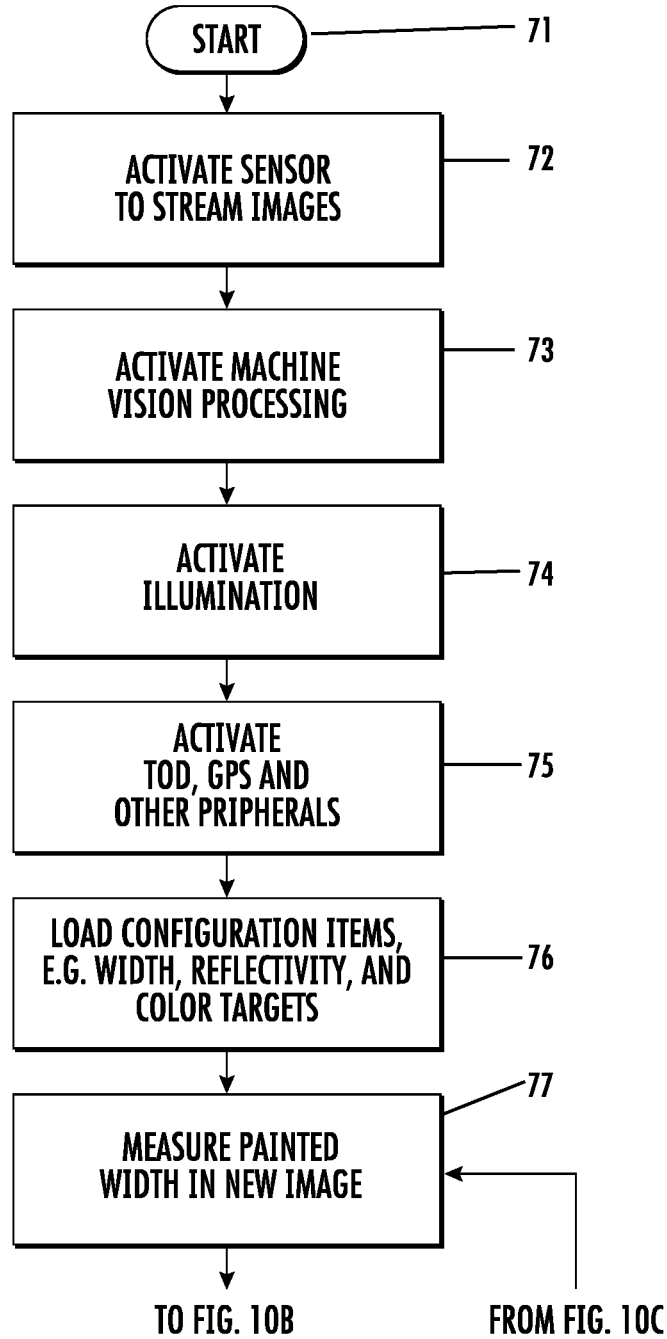 START
71
ACTIVATE SENSOR
TO STREAM IMAGES
72
ACTIVATE MACHINE
VISION PROCESSING
73
ACTIVATE
ILLUMINATION
74
ACTIVATE
TOD, GPS AND
OTHER PRIPHERALS
75
LOAD CONFIGURATION ITEMS,
E.G. WIDTH, REFLECTIVITY, AND
COLOR TARGETS
76
77
MEASURE PAINTED
WIDTH IN NEW IMAGE
TO FIG. 10B
FROM FIG. 10C